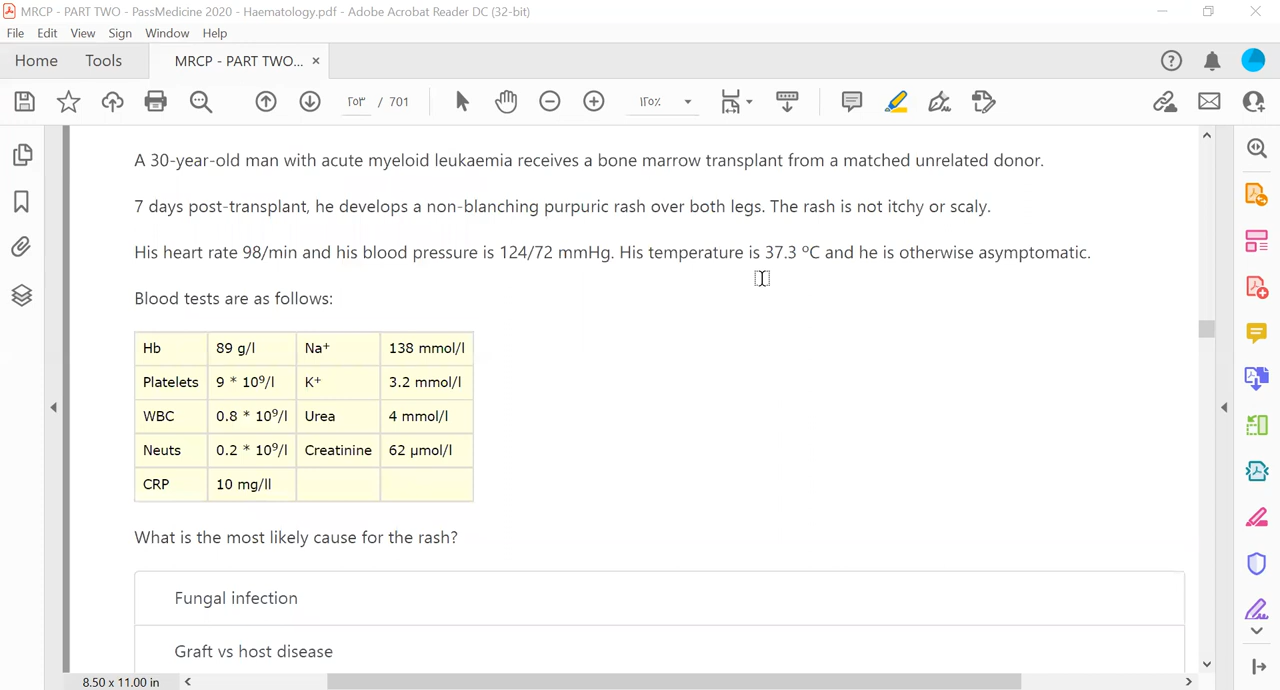 MRCP - PART TWO - PassMedicine 2020 - Haematology.pdf - Adobe Acrobat Reader DC (32-bit)
File Edit View Sign Window Help
Home Tools MRCP - PART TWO... ×
٢٥٣ / 701 ١٢٠%
A 30-year-old man with acute myeloid leukaemia receives a bone marrow transplant from a matched unrelated donor.
7 days post-transplant, he develops a non-blanching purpuric rash over both legs. The rash is not itchy or scaly.
His heart rate 98/min and his blood pressure is 124/72 mmHg. His temperature is 37.3 ºC and he is otherwise asymptomatic.
Blood tests are as follows:
Hb 89 g/l Na⁺ 138 mmol/l
Platelets 9 * 10⁹/l K⁺ 3.2 mmol/l
WBC 0.8 * 10⁹/l Urea 4 mmol/l
Neuts 0.2 * 10⁹/l Creatinine 62 µmol/l
CRP 10 mg/ll
What is the most likely cause for the rash?
Fungal infection
Graft vs host disease
8.50 x 11.00 in